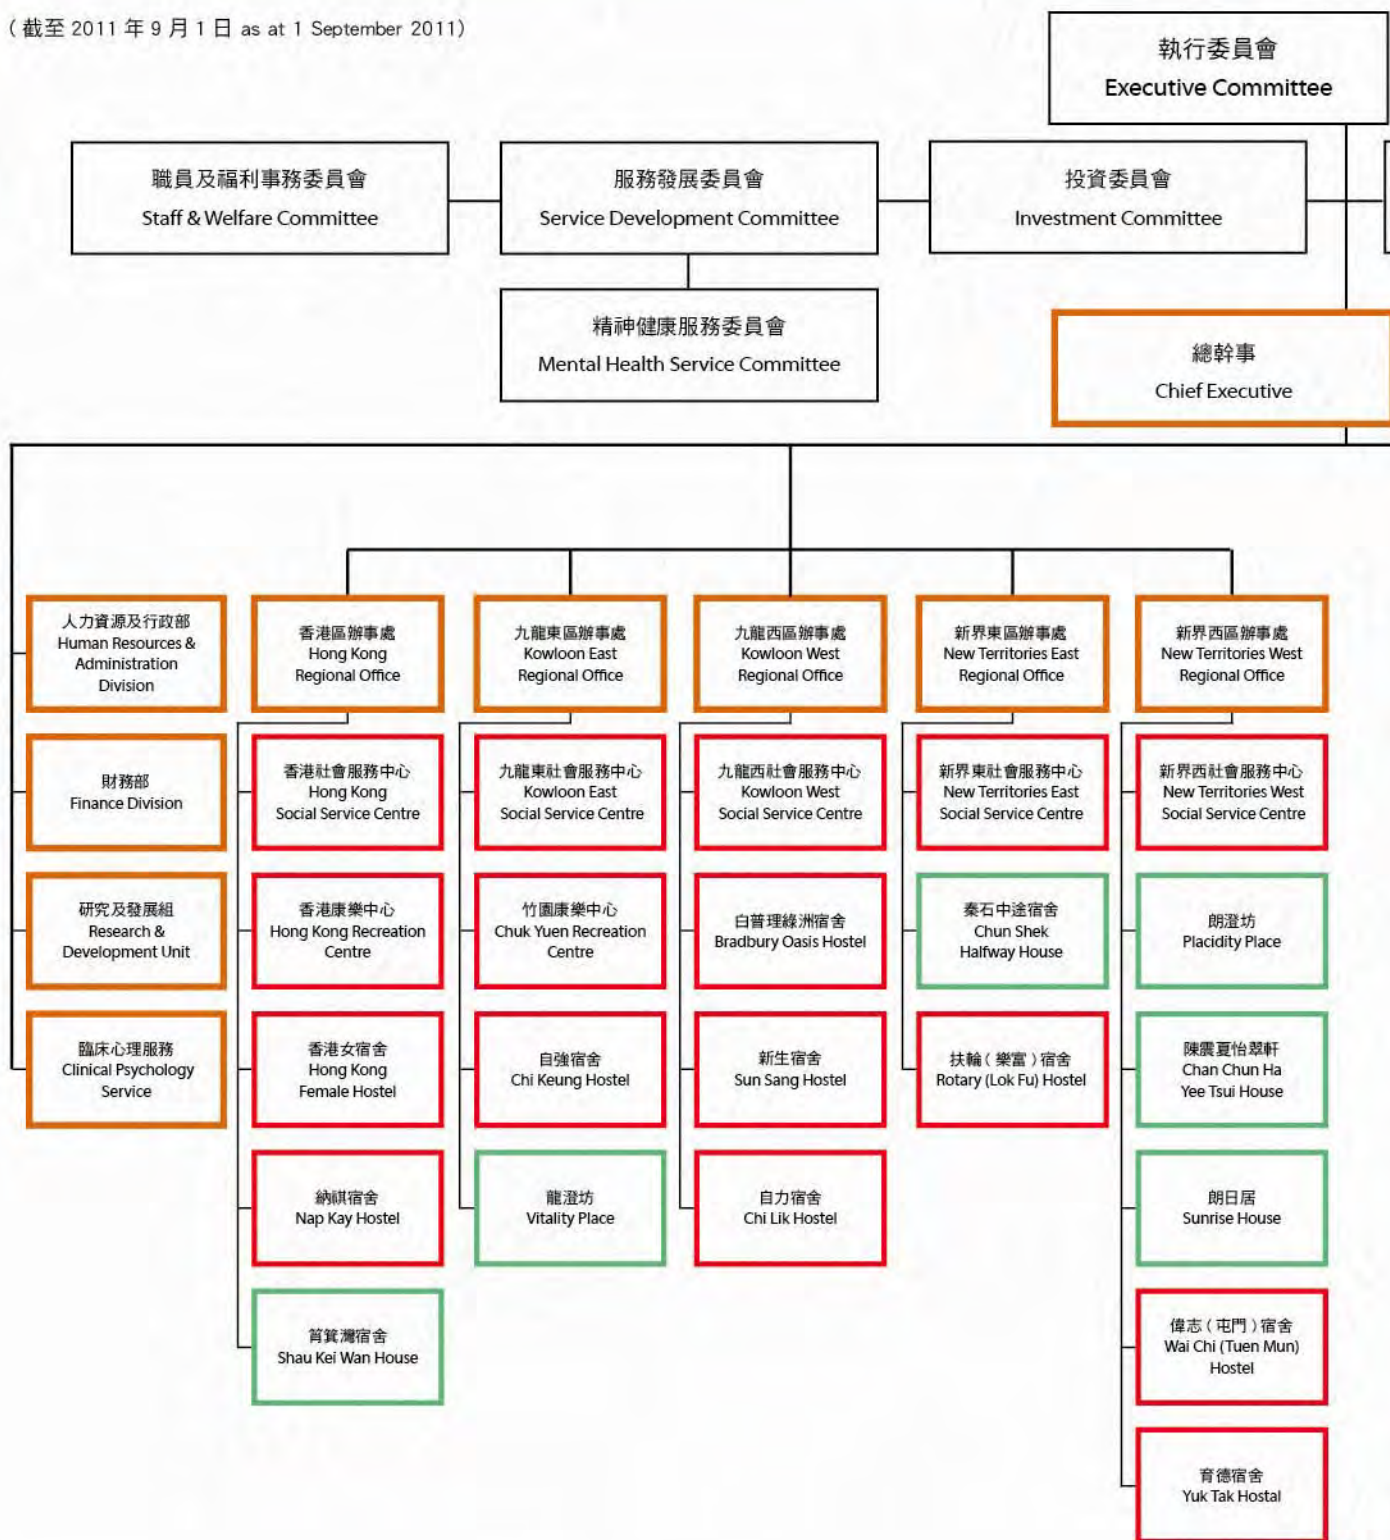 （截至 2011 年 9 月 1 日 as at 1 September 2011）
執行委員會
Executive Committee
職員及福利事務委員會
Staff & Welfare Committee
服務發展委員會
Service Development Committee
投資委員會
Investment Committee
精神健康服務委員會
Mental Health Service Committee
總幹事
Chief Executive
人力資源及行政部
Human Resources &
Administration
Division
財務部
Finance Division
研究及發展組
Research &
Development Unit
臨床心理服務
Clinical Psychology
Service
香港區辦事處
Hong Kong
Regional Office
香港社會服務中心
Hong Kong
Social Service Centre
香港康樂中心
Hong Kong Recreation
Centre
香港女宿舍
Hong Kong
Female Hostel
納祺宿舍
Nap Kay Hostel
筲箕灣宿舍
Shau Kei Wan House
九龍東區辦事處
Kowloon East
Regional Office
九龍東社會服務中心
Kowloon East
Social Service Centre
竹園康樂中心
Chuk Yuen Recreation
Centre
自強宿舍
Chi Keung Hostel
龍澄坊
Vitality Place
九龍西區辦事處
Kowloon West
Regional Office
九龍西社會服務中心
Kowloon West
Social Service Centre
白普理綠洲宿舍
Bradbury Oasis Hostel
新生宿舍
Sun Sang Hostel
自力宿舍
Chi Lik Hostel
新界東區辦事處
New Territories East
Regional Office
新界東社會服務中心
New Territories East
Social Service Centre
秦石中途宿舍
Chun Shek
Halfway House
扶輪（樂富）宿舍
Rotary (Lok Fu) Hostel
新界西區辦事處
New Territories West
Regional Office
新界西社會服務中心
New Territories West
Social Service Centre
朗澄坊
Placidity Place
陳震夏怡翠軒
Chan Chun Ha
Yee Tsui House
朗日居
Sunrise House
偉志（屯門）宿舍
Wai Chi (Tuen Mun)
Hostel
育德宿舍
Yuk Tak Hostal